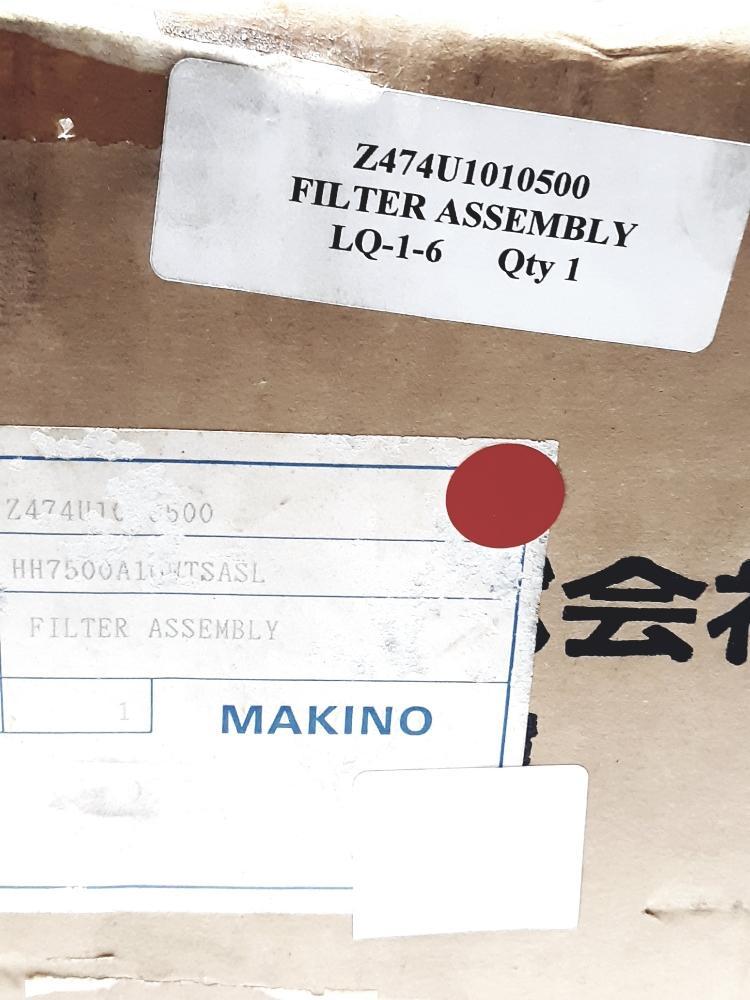 Z474U1010500
FILTER ASSEMBLY
LQ-1-6 Qty 1
FILTER ASSEMBLY
1
MAKINO
会